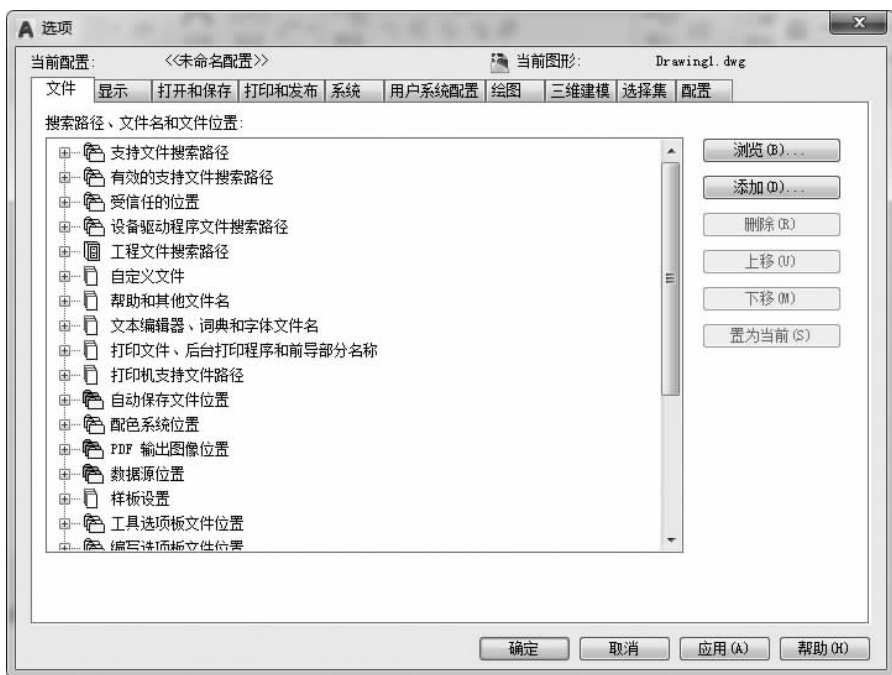 选项
当前配置: <<未命名配置>> 当前图形: Drawing1.dwg
文件 显示 打开和保存 打印和发布 系统 用户系统配置 绘图 三维建模 选择集 配置
搜索路径、文件名和文件位置:
支持文件搜索路径
有效的支持文件搜索路径
受信任的位置
设备驱动程序文件搜索路径
工程文件搜索路径
自定义文件
帮助和其他文件名
文本编辑器、词典和字体文件名
打印文件、后台打印程序和前导部分名称
打印机支持文件路径
自动保存文件位置
配色系统位置
PDF 输出图像位置
数据源位置
样板设置
工具选项板文件位置
编写选项板文件位置
浏览(B)...
添加(D)...
删除(R)
上移(U)
下移(M)
置为当前(S)
确定 取消 应用(A) 帮助(H)